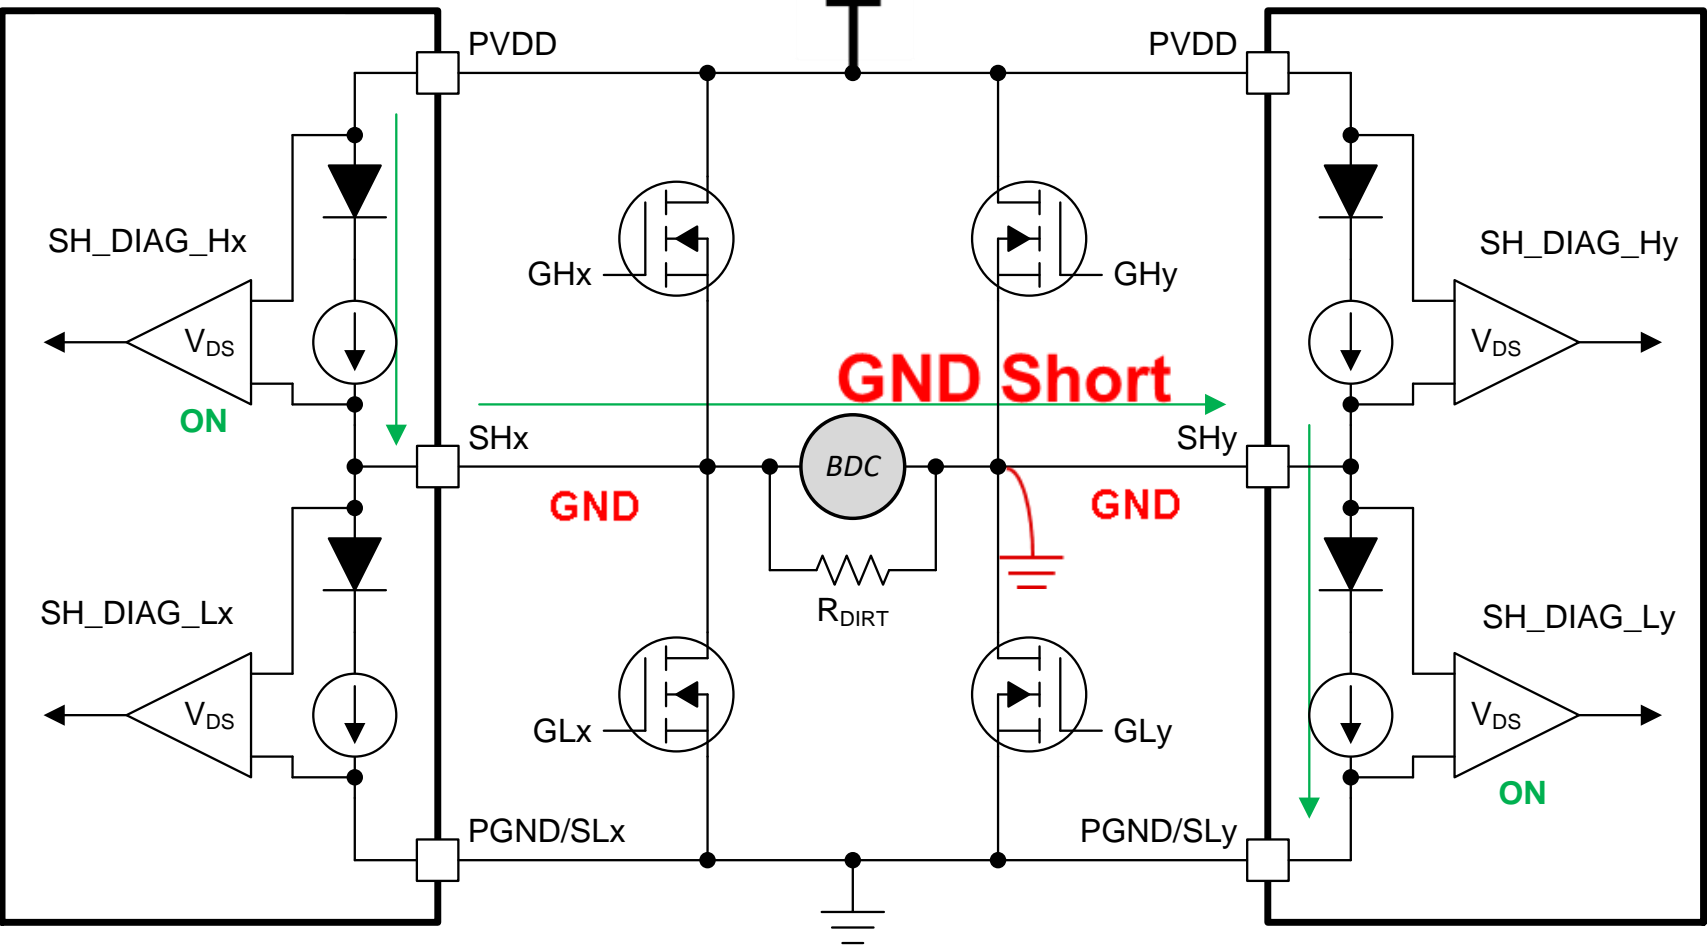 PVDD
PVDD
SH_DIAG_Hx
SH_DIAG_Hy
GHx
GHy
VDS
VDS
GND Short
ON
SHx
SHy
BDC
GND
GND
RDIRT
SH_DIAG_Lx
SH_DIAG_Ly
VDS
VDS
GLx
GLy
ON
PGND/SLx
PGND/SLy